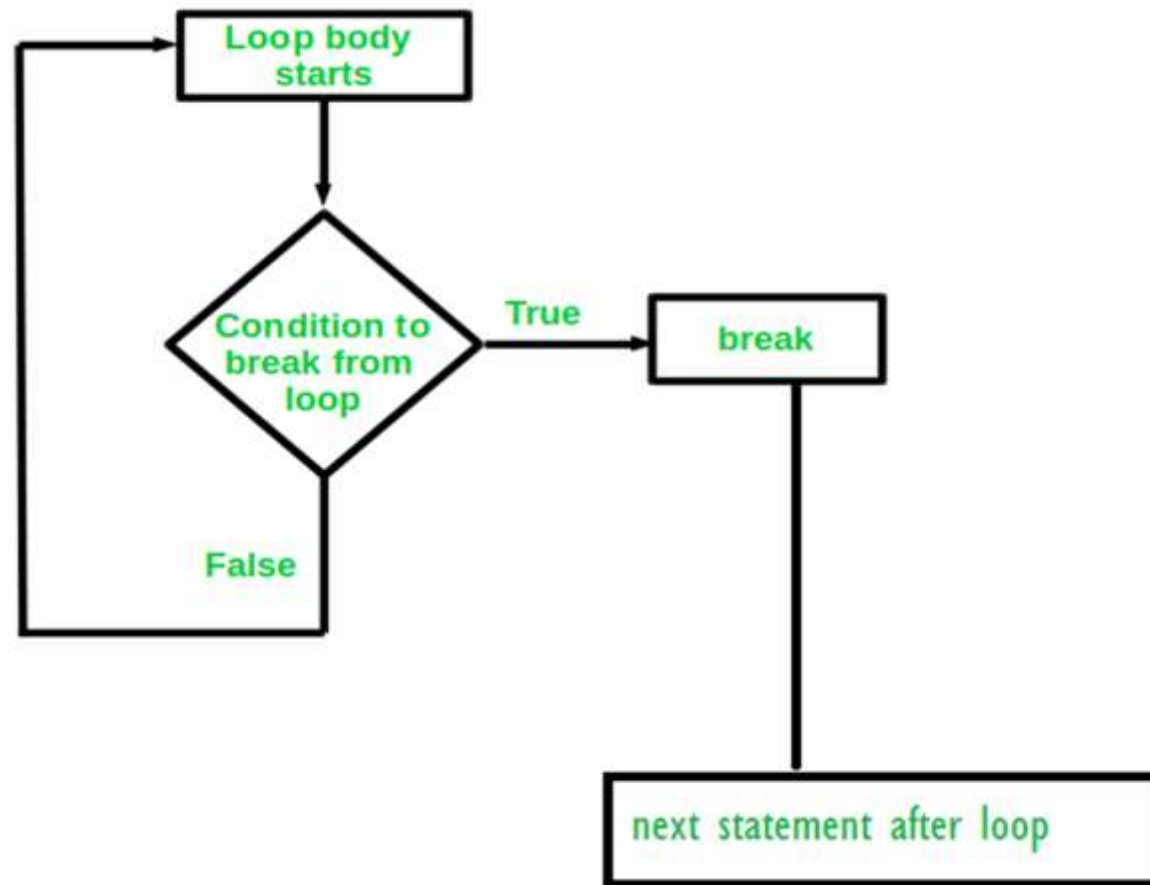 Loop body
starts
Condition to
break from
loop
True
break
False
next statement after loop